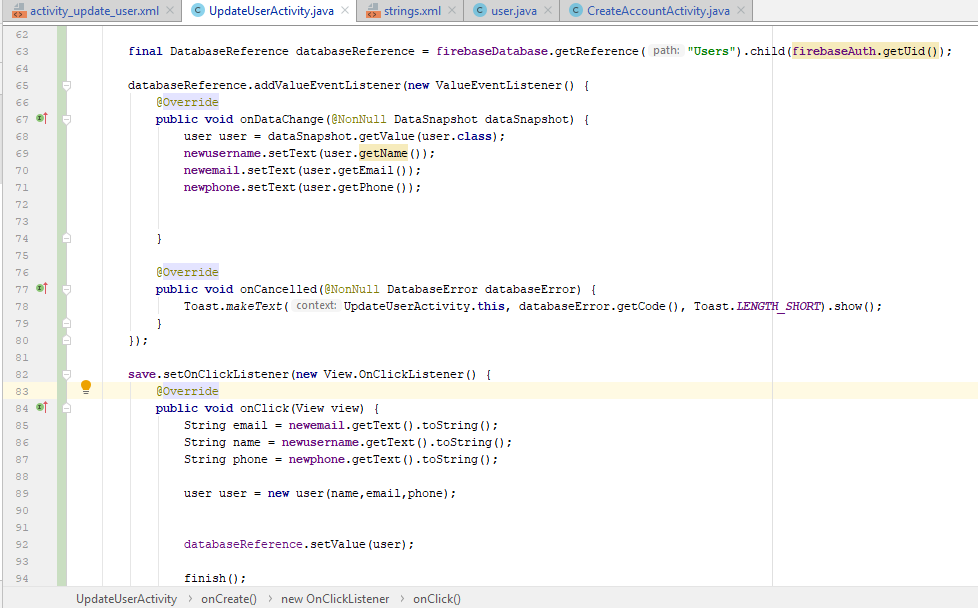 activity_update_user.xml × UpdateUserActivity.java × strings.xml × user.java × CreateAccountActivity.java ×
62
63 final DatabaseReference databaseReference = firebaseDatabase.getReference( path: "Users").child(firebaseAuth.getUid());
64
65 databaseReference.addValueEventListener(new ValueEventListener() {
66 @Override
67 public void onDataChange(@NonNull DataSnapshot dataSnapshot) {
68 user user = dataSnapshot.getValue(user.class);
69 newusername.setText(user.getName());
70 newemail.setText(user.getEmail());
71 newphone.setText(user.getPhone());
72
73
74 }
75
76 @Override
77 public void onCancelled(@NonNull DatabaseError databaseError) {
78 Toast.makeText( context: UpdateUserActivity.this, databaseError.getCode(), Toast.LENGTH_SHORT).show();
79 }
80 });
81
82 save.setOnClickListener(new View.OnClickListener() {
83 @Override
84 public void onClick(View view) {
85 String email = newemail.getText().toString();
86 String name = newusername.getText().toString();
87 String phone = newphone.getText().toString();
88
89 user user = new user(name,email,phone);
90
91
92 databaseReference.setValue(user);
93
94 finish();
UpdateUserActivity › onCreate() › new OnClickListener › onClick()